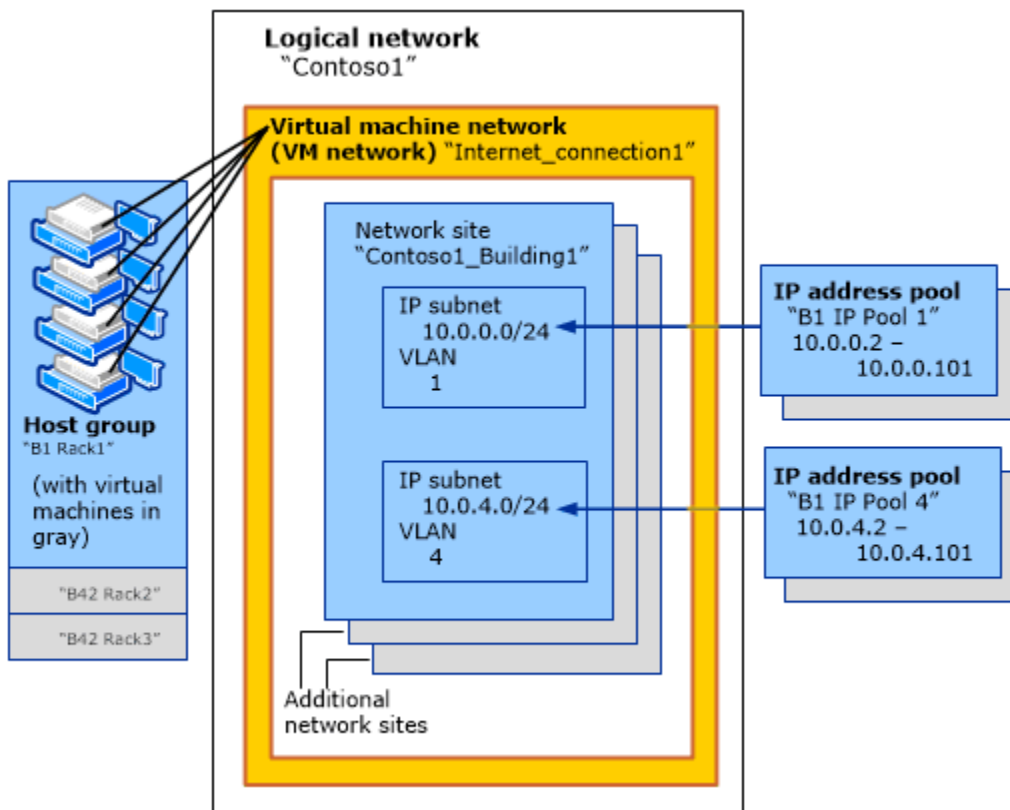 Logical network
“Contoso1”
Virtual machine network
(VM network) “Internet_connection1”
Host group
“B1 Rack1”
(with virtual
machines in
gray)
“B42 Rack2”
“B42 Rack3”
Network site
“Contoso1_Building1”
IP subnet
10.0.0.0/24
VLAN
1
IP subnet
10.0.4.0/24
VLAN
4
Additional
network sites
IP address pool
“B1 IP Pool 1”
10.0.0.2 –
10.0.0.101
IP address pool
“B1 IP Pool 4”
10.0.4.2 –
10.0.4.101